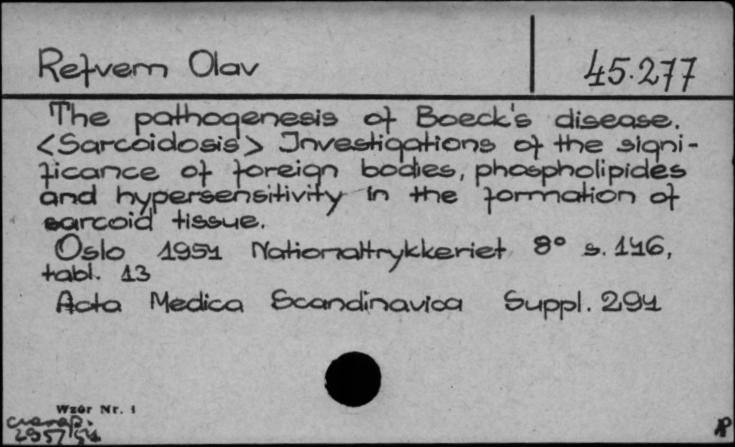 Refvem Olav
45.277
The pathogenesis of Boeck's disease.
<Sarcoidosis> Investigations of the signi-
ficance of foreign bodies, phospholipides
and hypersensitivity in the formation of
sarcoid tissue.
Oslo 1954 Nationaltrykkeriet 8° s. 146,
tabl. 13
Acta Medica Scandinavica Suppl. 294
Wzór Nr. 1